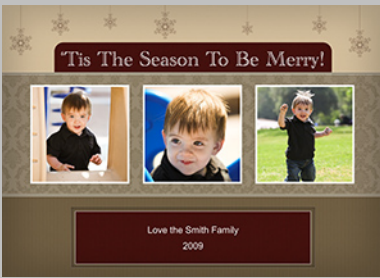 'Tis The Season To Be Merry!
Love the Smith Family
2009